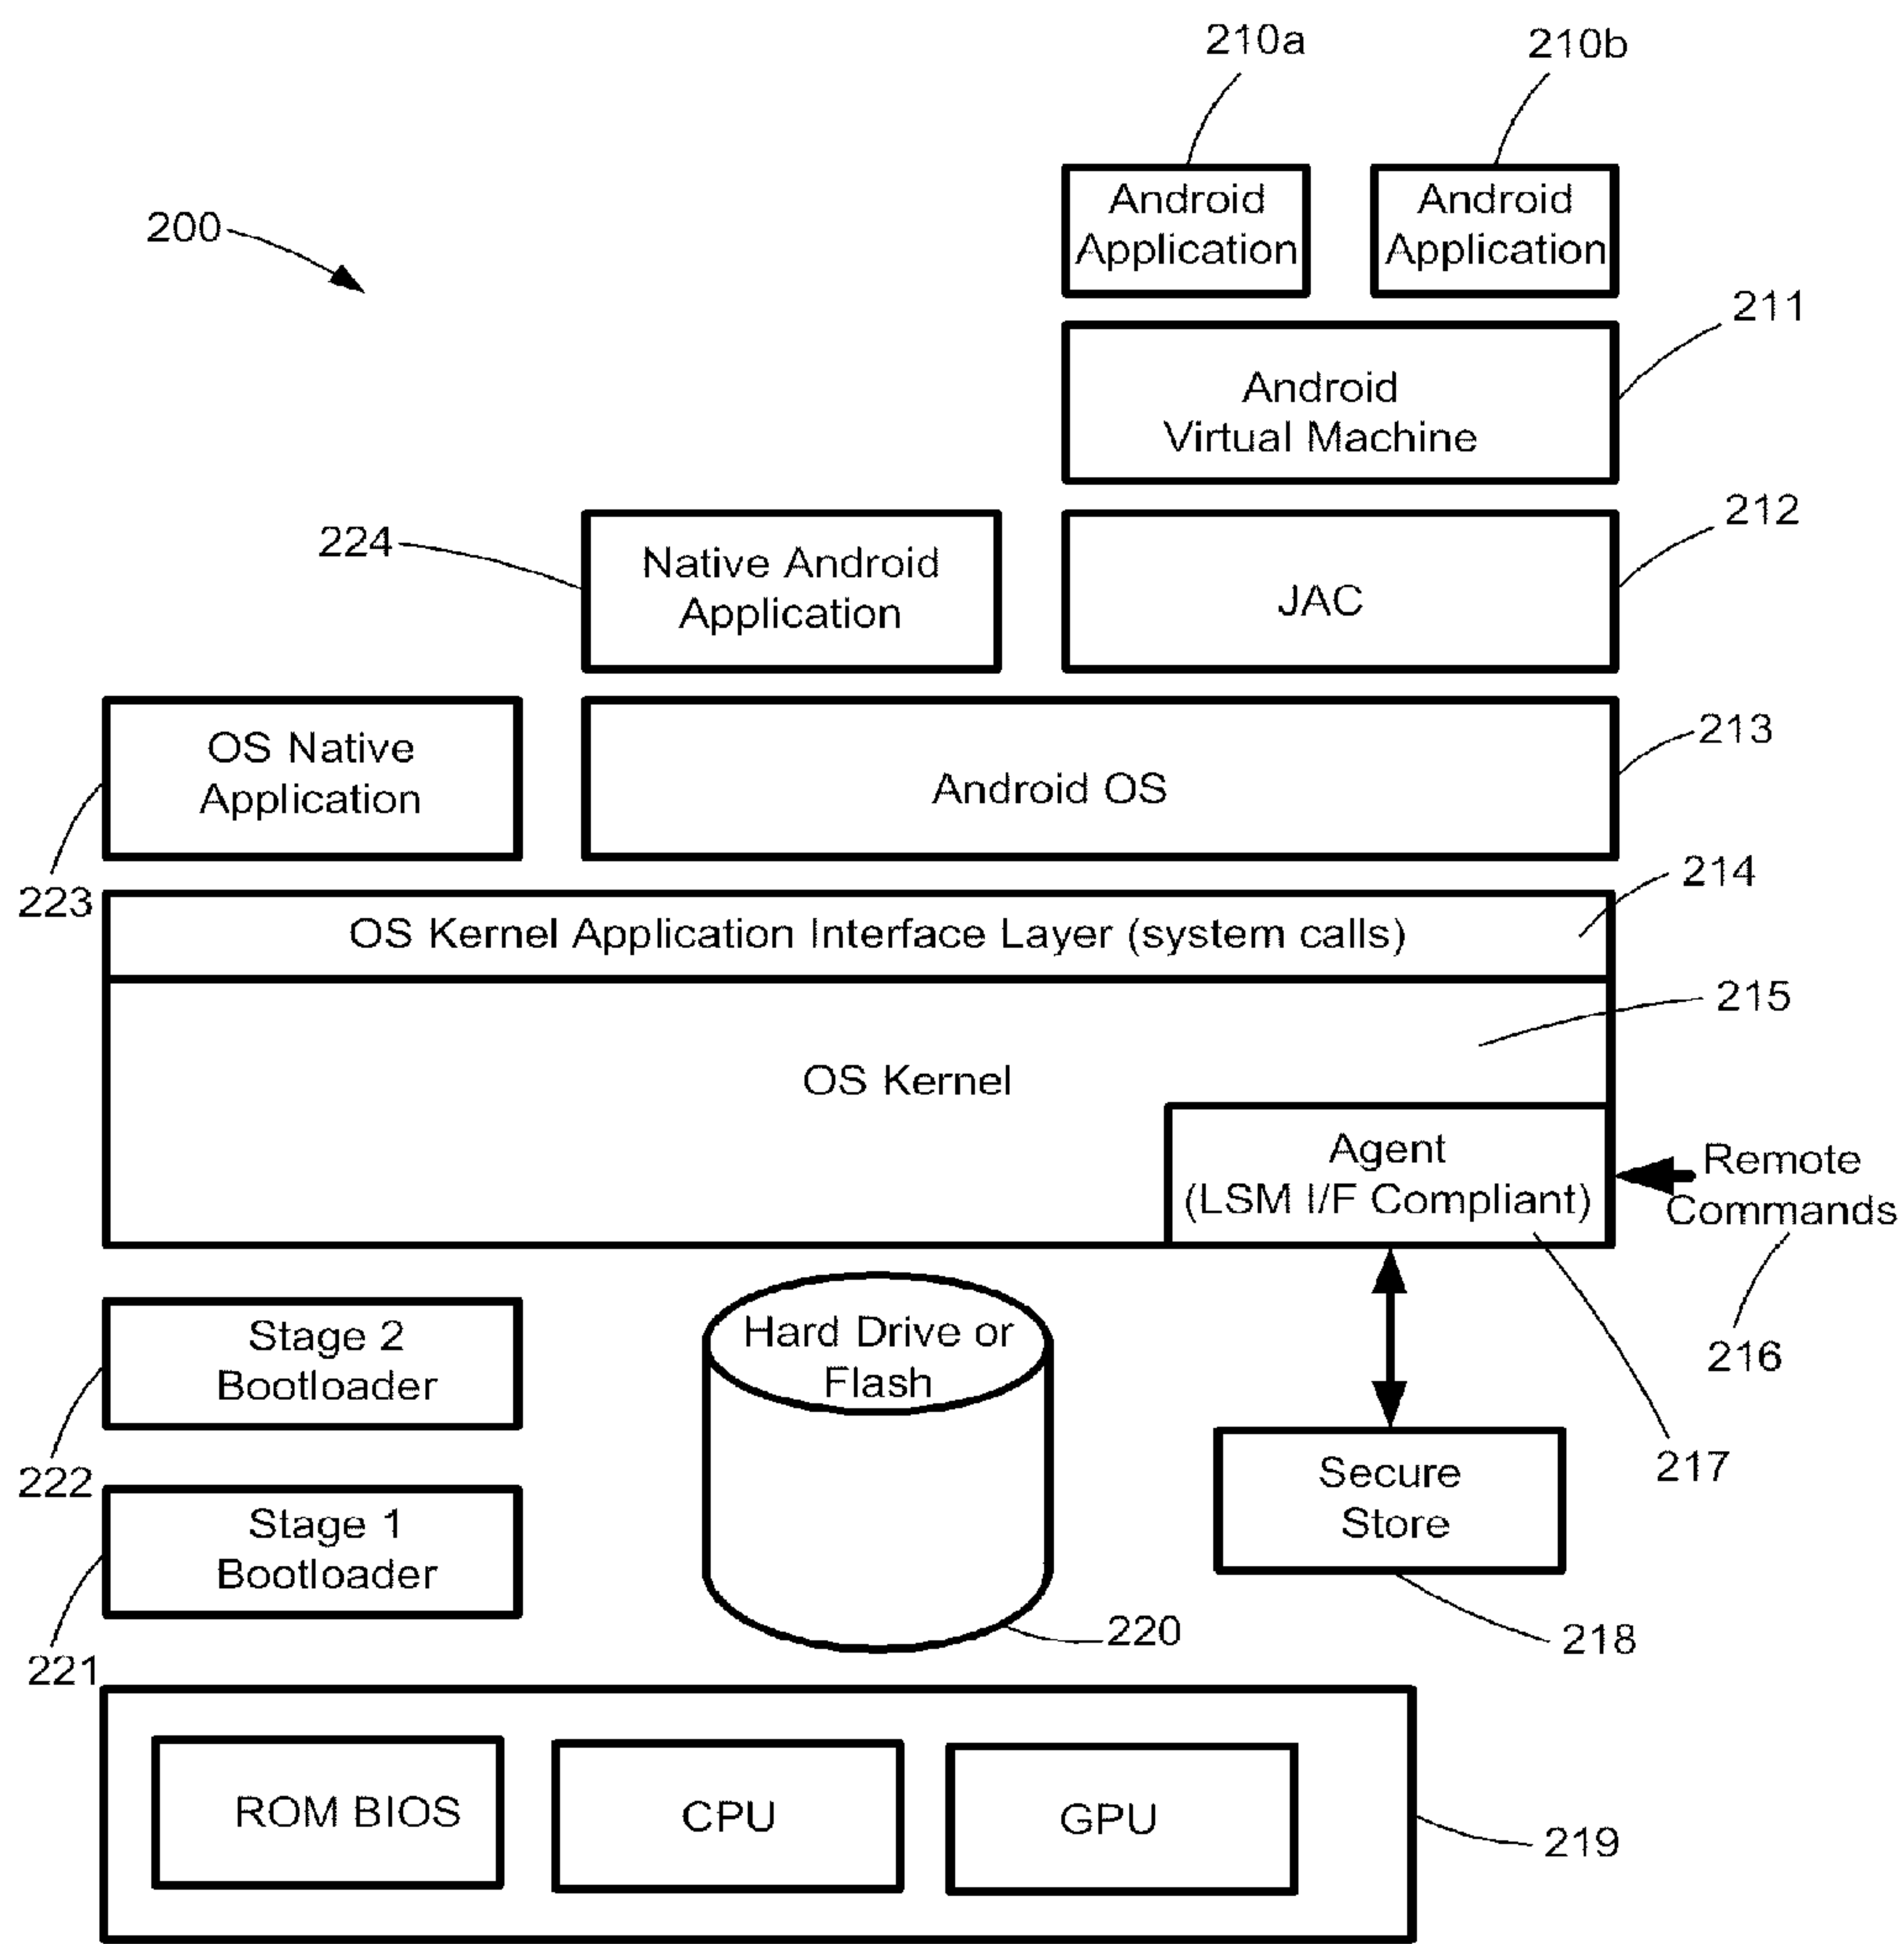 210a
210b
200
Android
Application
Android
Application
211
Android
Virtual Machine
212
224
Native Android
Application
JAC
OS Native
Application
213
Android OS
223
214
OS Kernel Application Interface Layer (system calls)
215
OS Kernel
Agent
(LSM I/F Compliant)
Remote
Commands
216
Stage 2
Bootloader
222
Hard Drive or
Flash
217
Secure
Store
Stage 1
Bootloader
221
220
218
ROM BIOS
CPU
GPU
219